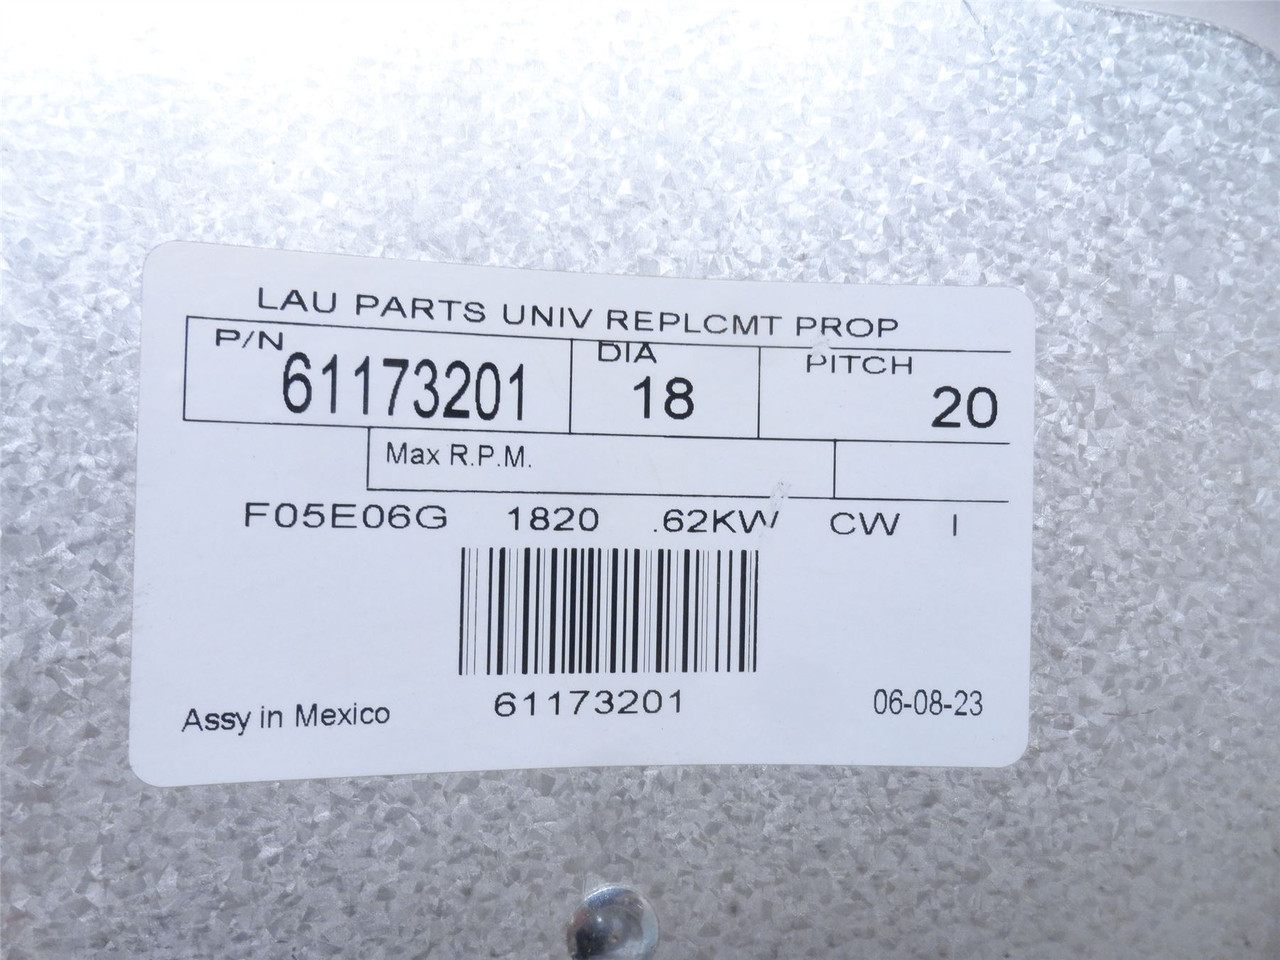 LAU PARTS UNIV REPLCMT PROP
P/N 61173201 DIA 18 PITCH 20
Max R.P.M.
F05E06G 1820 .62KW CW I
61173201
Assy in Mexico 06-08-23